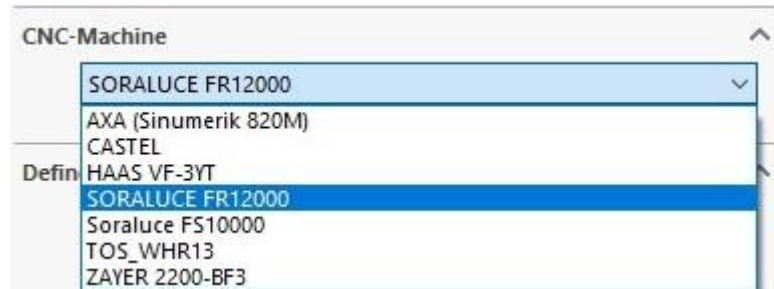 CNC-Machine
SORALUCE FR12000
AXA (Sinumerik 820M)
CASTEL
Defin
HAAS VF-3YT
SORALUCE FR12000
Soraluce FS10000
TOS_WHR13
ZAYER 2200-BF3